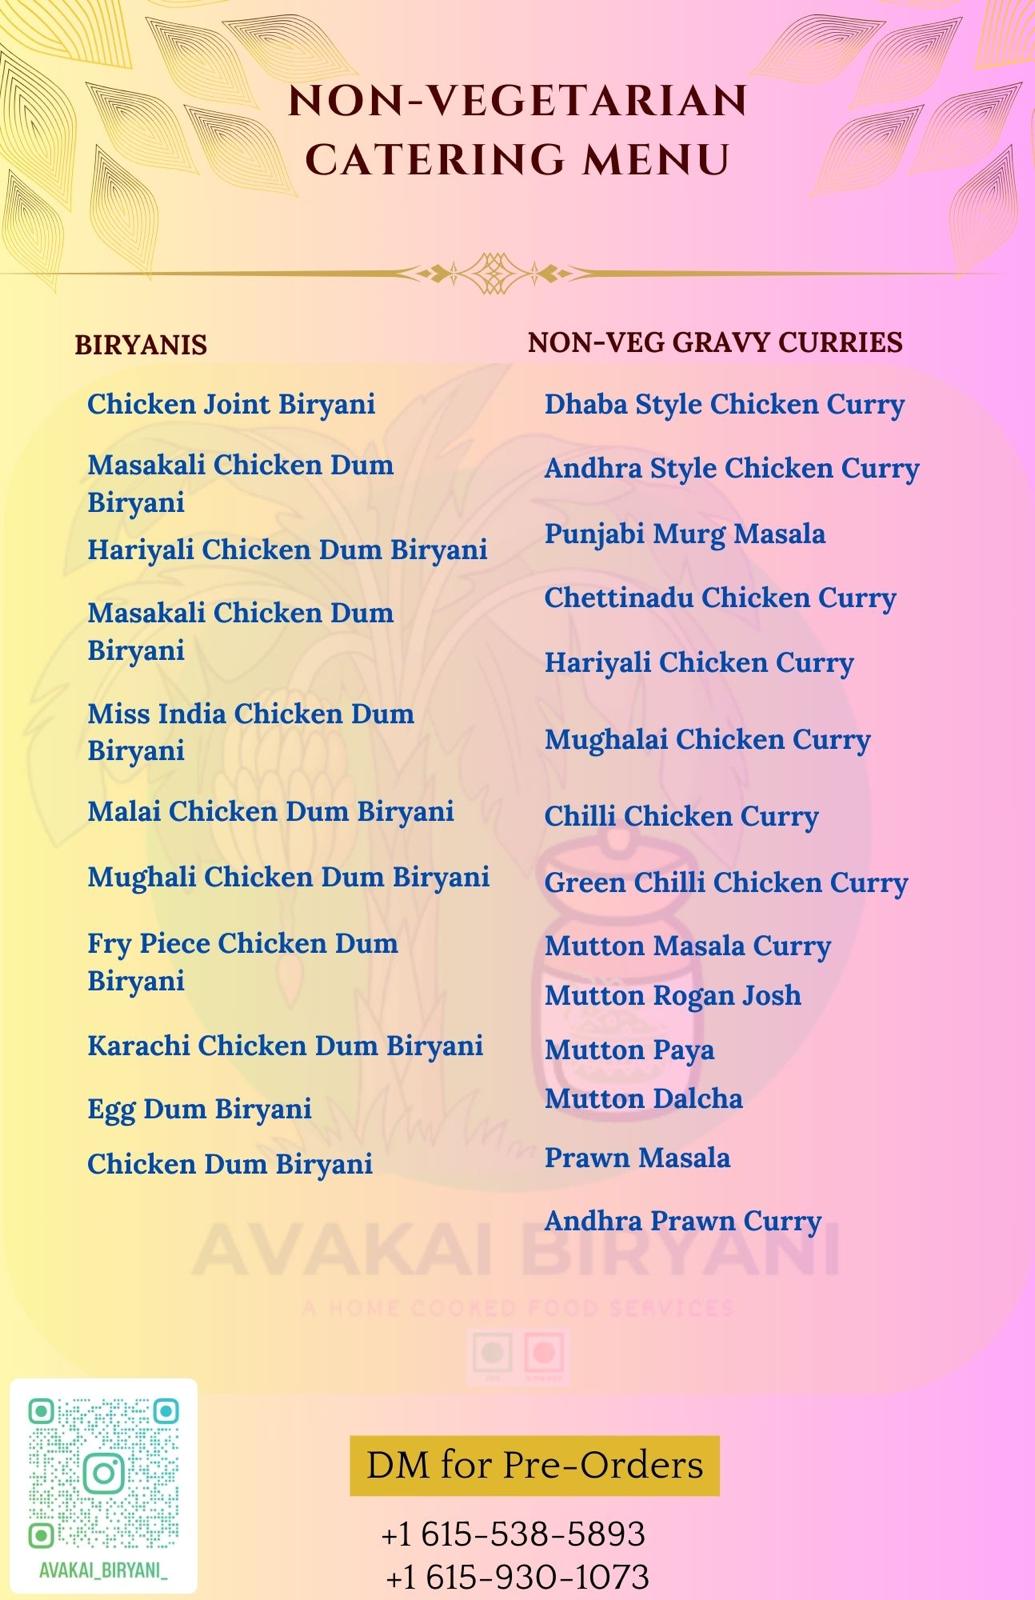 NON-VEGETARIAN
CATERING MENU
BIRYANIS
Chicken Joint Biryani
Masakali Chicken Dum
Biryani
Hariyali Chicken Dum Biryani
Masakali Chicken Dum
Biryani
Miss India Chicken Dum
Biryani
Malai Chicken Dum Biryani
Mughali Chicken Dum Biryani
Fry Piece Chicken Dum
Biryani
Karachi Chicken Dum Biryani
Egg Dum Biryani
Chicken Dum Biryani
NON-VEG GRAVY CURRIES
Dhaba Style Chicken Curry
Andhra Style Chicken Curry
Punjabi Murg Masala
Chettinadu Chicken Curry
Hariyali Chicken Curry
Mughalai Chicken Curry
Chilli Chicken Curry
Green Chilli Chicken Curry
Mutton Masala Curry
Mutton Rogan Josh
Mutton Paya
Mutton Dalcha
Prawn Masala
Andhra Prawn Curry
AVAKAI BIRYANI
A HOME COOKED FOOD SERVICES
AVAKAI_BIRYANI_
DM for Pre-Orders
+1 615-538-5893
+1 615-930-1073